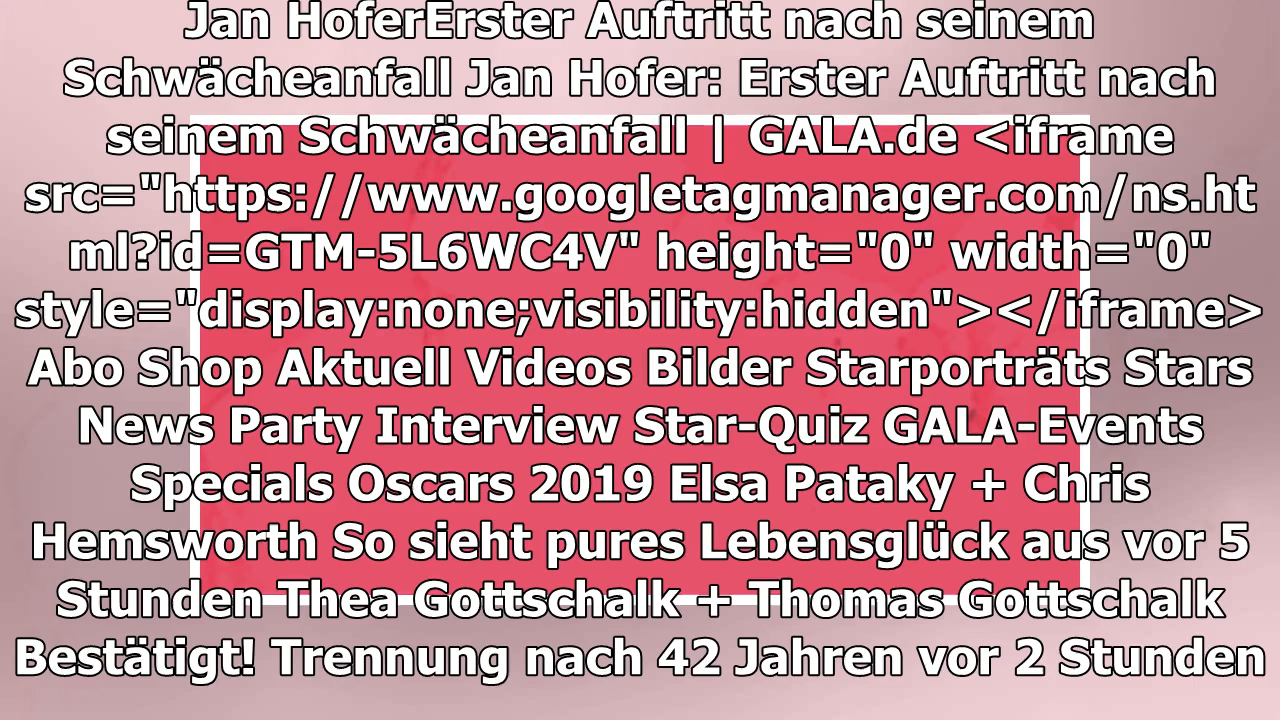 Jan HoferErster Auftritt nach seinem
Schwächeanfall Jan Hofer: Erster Auftritt nach
seinem Schwächeanfall | GALA.de <iframe
src="https://www.googletagmanager.com/ns.ht
ml?id=GTM-5L6WC4V" height="0" width="0"
style="display:none;visibility:hidden"></iframe>
Abo Shop Aktuell Videos Bilder Starporträts Stars
News Party Interview Star-Quiz GALA-Events
Specials Oscars 2019 Elsa Pataky + Chris
Hemsworth So sieht pures Lebensglück aus vor 5
Stunden Thea Gottschalk + Thomas Gottschalk
Bestätigt! Trennung nach 42 Jahren vor 2 Stunden